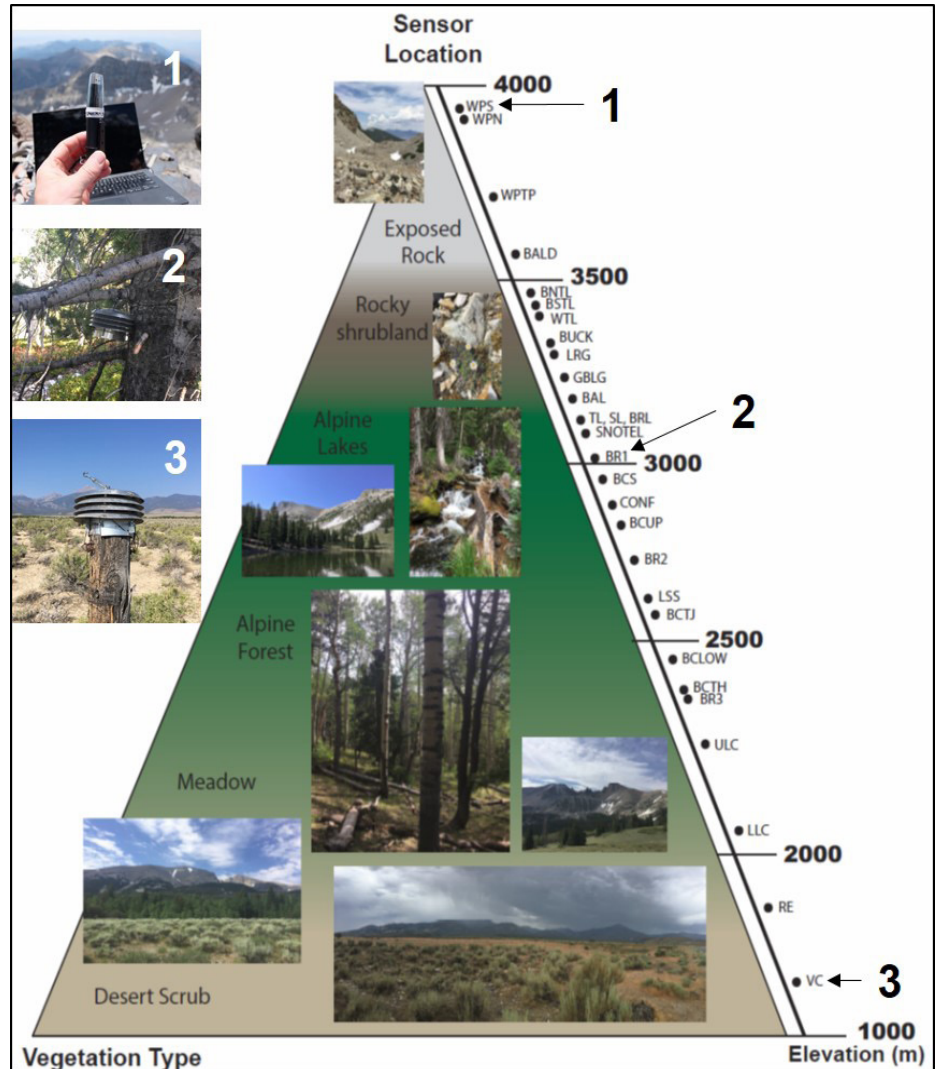 Sensor
Location
1
4000
WPS
1
WPN
WPTP
Exposed
Rock
BALD
3500
2
Rocky
shrubland
BNTL
BSTL
WTL
BUCK
LRG
GBLG
BAL
Alpine
Lakes
TL, SL, BRL
SNOTEL
2
BR1
3000
3
BCS
CONF
BCUP
BR2
LSS
BCTJ
Alpine
Forest
2500
BCLOW
BCTH
BR3
ULC
Meadow
LLC
2000
RE
VC
3
Desert Scrub
1000
Vegetation Type
Elevation (m)